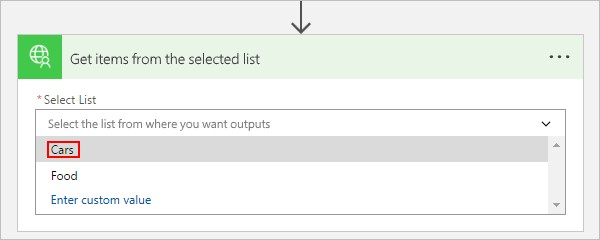 Get items from the selected list
* Select List
Select the list from where you want outputs
Cars
Food
Enter custom value